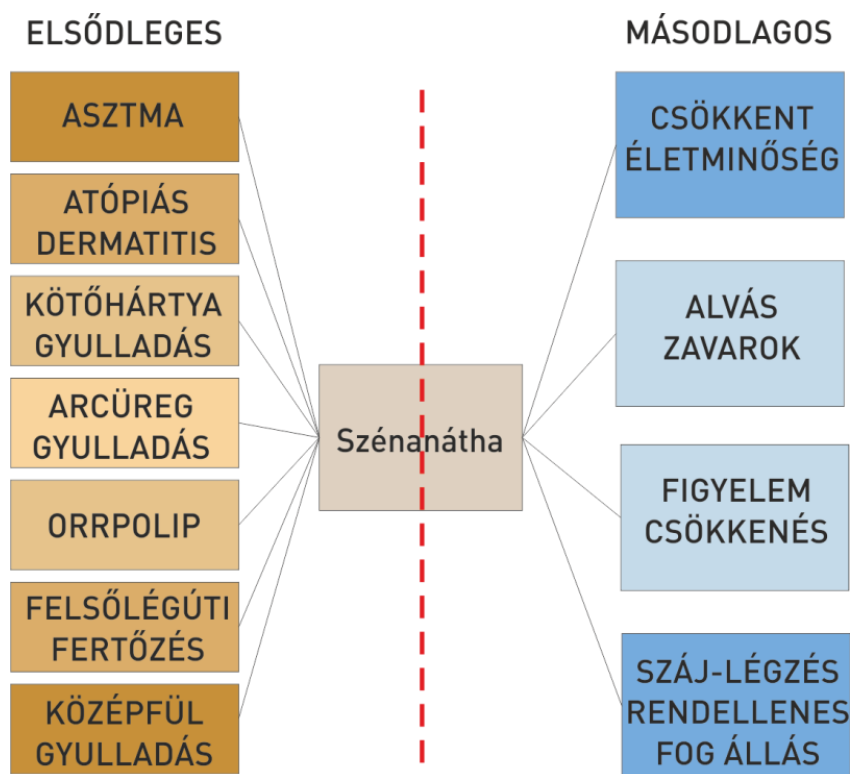 ELSŐDLEGES
ASZTMA
ATÓPIÁS
DERMATITIS
KÖTŐHÁRTYA
GYULLADÁS
ARCÜREG
GYULLADÁS
ORRPOLIP
FELSŐLÉGÚTI
FERTŐZÉS
KÖZÉPFÜL
GYULLADÁS
Szénanátha
MÁSODLAGOS
CSÖKKENT
ÉLETMINŐSÉG
ALVÁS
ZAVAROK
FIGYELEM
CSÖKKENÉS
SZÁJ-LÉGZÉS
RENDELLENES
FOG ÁLLÁS